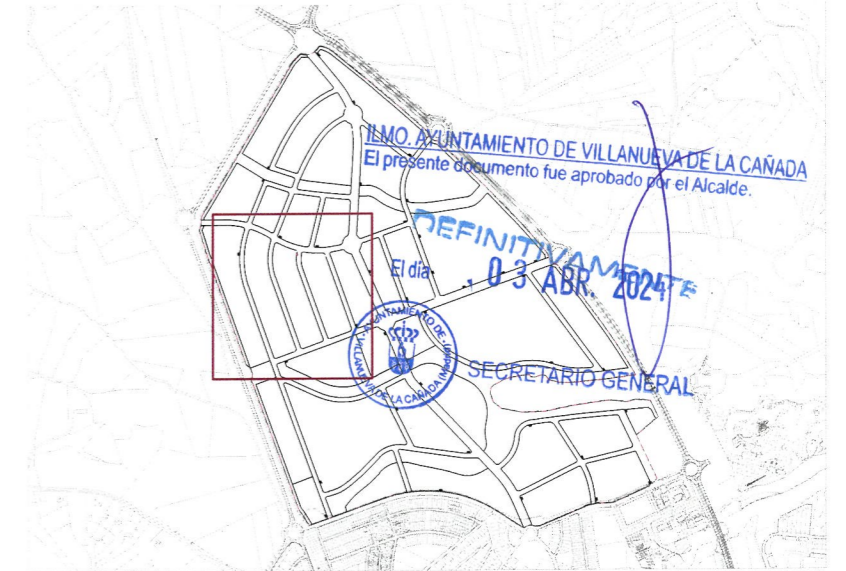 ILMO. AYUNTAMIENTO DE VILLANUEVA DE LA CAÑADA
El presente documento fue aprobado por el Alcalde.
DEFINITIVAMENTE
El día 03 ABR. 2024
AYUNTAMIENTO DE VILLANUEVA DE LA CAÑADA (Madrid)
SECRETARIO GENERAL